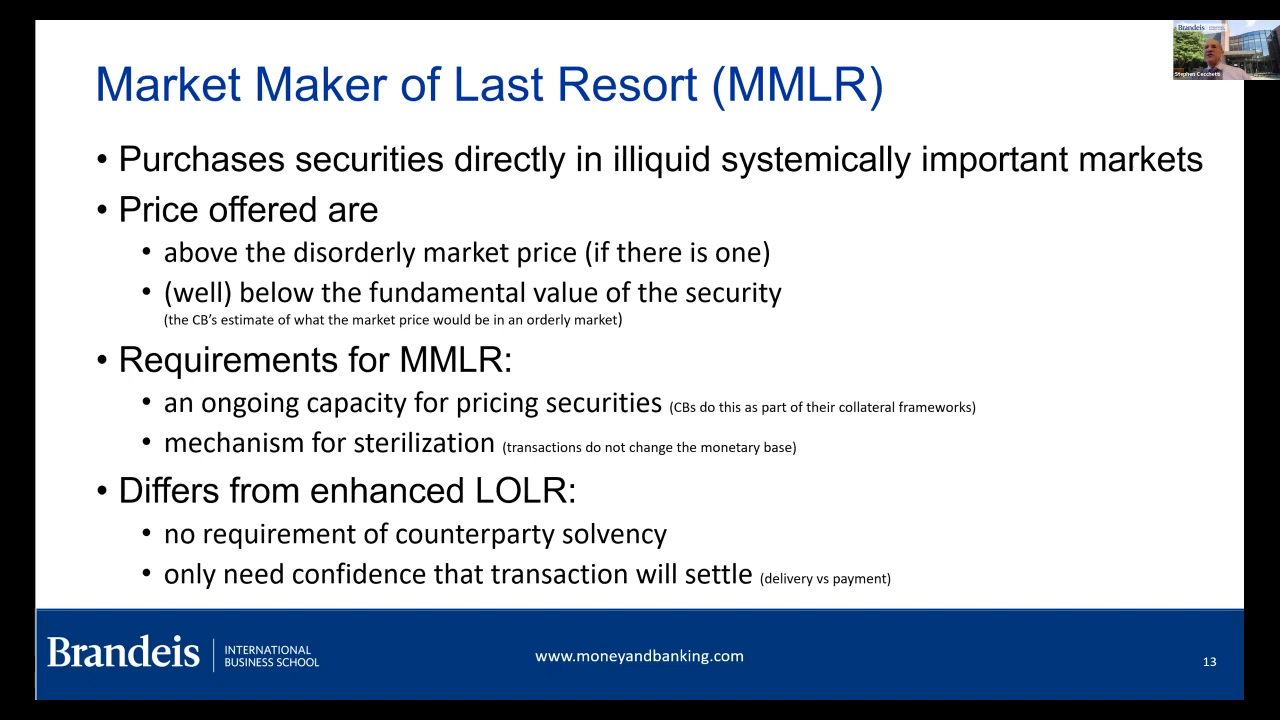 Brandeis
Stephen Cecchetti
Market Maker of Last Resort (MMLR)
• Purchases securities directly in illiquid systemically important markets
• Price offered are
• above the disorderly market price (if there is one)
• (well) below the fundamental value of the security
(the CB's estimate of what the market price would be in an orderly market)
• Requirements for MMLR:
• an ongoing capacity for pricing securities (CBs do this as part of their collateral frameworks)
• mechanism for sterilization (transactions do not change the monetary base)
• Differs from enhanced LOLR:
• no requirement of counterparty solvency
• only need confidence that transaction will settle (delivery vs payment)
Brandeis
INTERNATIONAL
BUSINESS SCHOOL
www.moneyandbanking.com
13